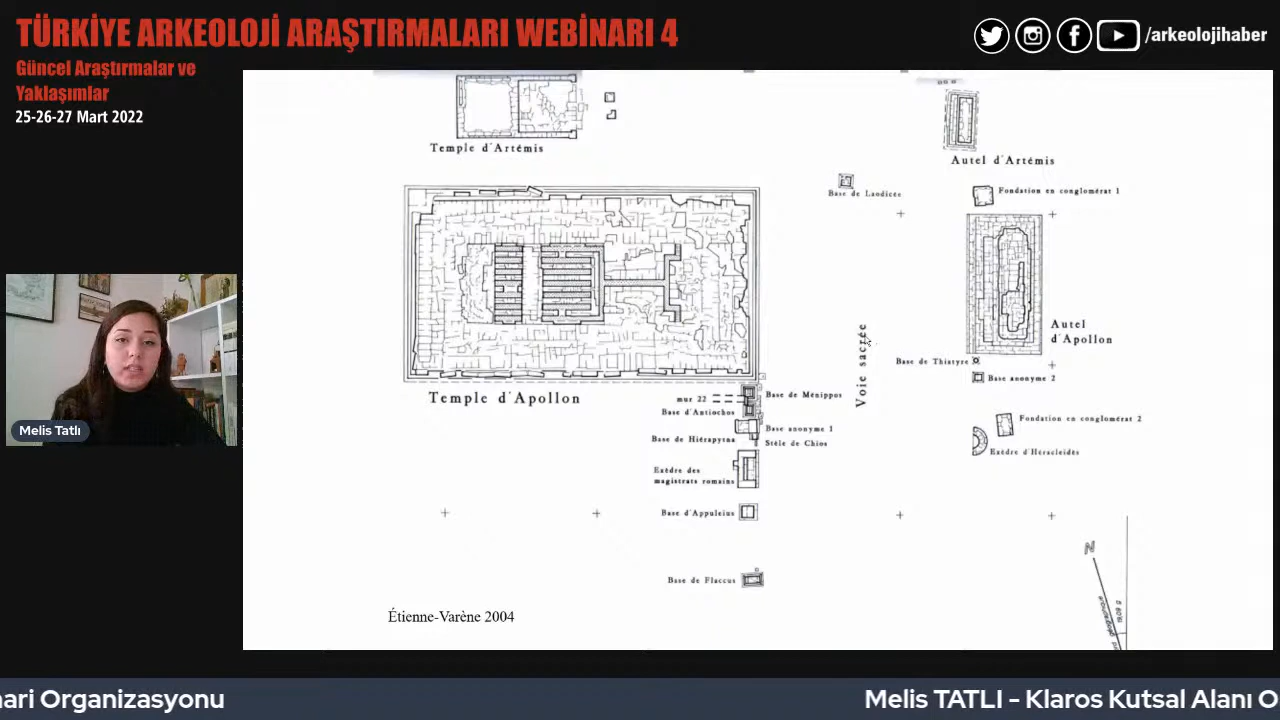 TÜRKİYE ARKEOLOJİ ARAŞTIRMALARI WEBİNARI 4
/arkeolojihaber
Güncel Araştırmalar ve
Yaklaşımlar
25-26-27 Mart 2022
Temple d'Artémis
Autel d'Artémis
Base de Laodicée
Fondation en conglomérat 1
Autel
d'Apollon
Voie sacrée
Base de Thiatyre
Base anonyme 2
Temple d'Apollon
mur 22
Base de Ménippos
Base d'Antiochos
Fondation en conglomérat 2
Base anonyme 1
Base de Hiérapytna
Stèle de Chios
Exèdre d'Héracleidès
Exèdre des
magistrats romains
Base d'Appuleius
Base de Flaccus
N
Étienne-Varène 2004
Melis Tatlı
nari Organizasyonu
Melis TATLI - Klaros Kutsal Alanı O